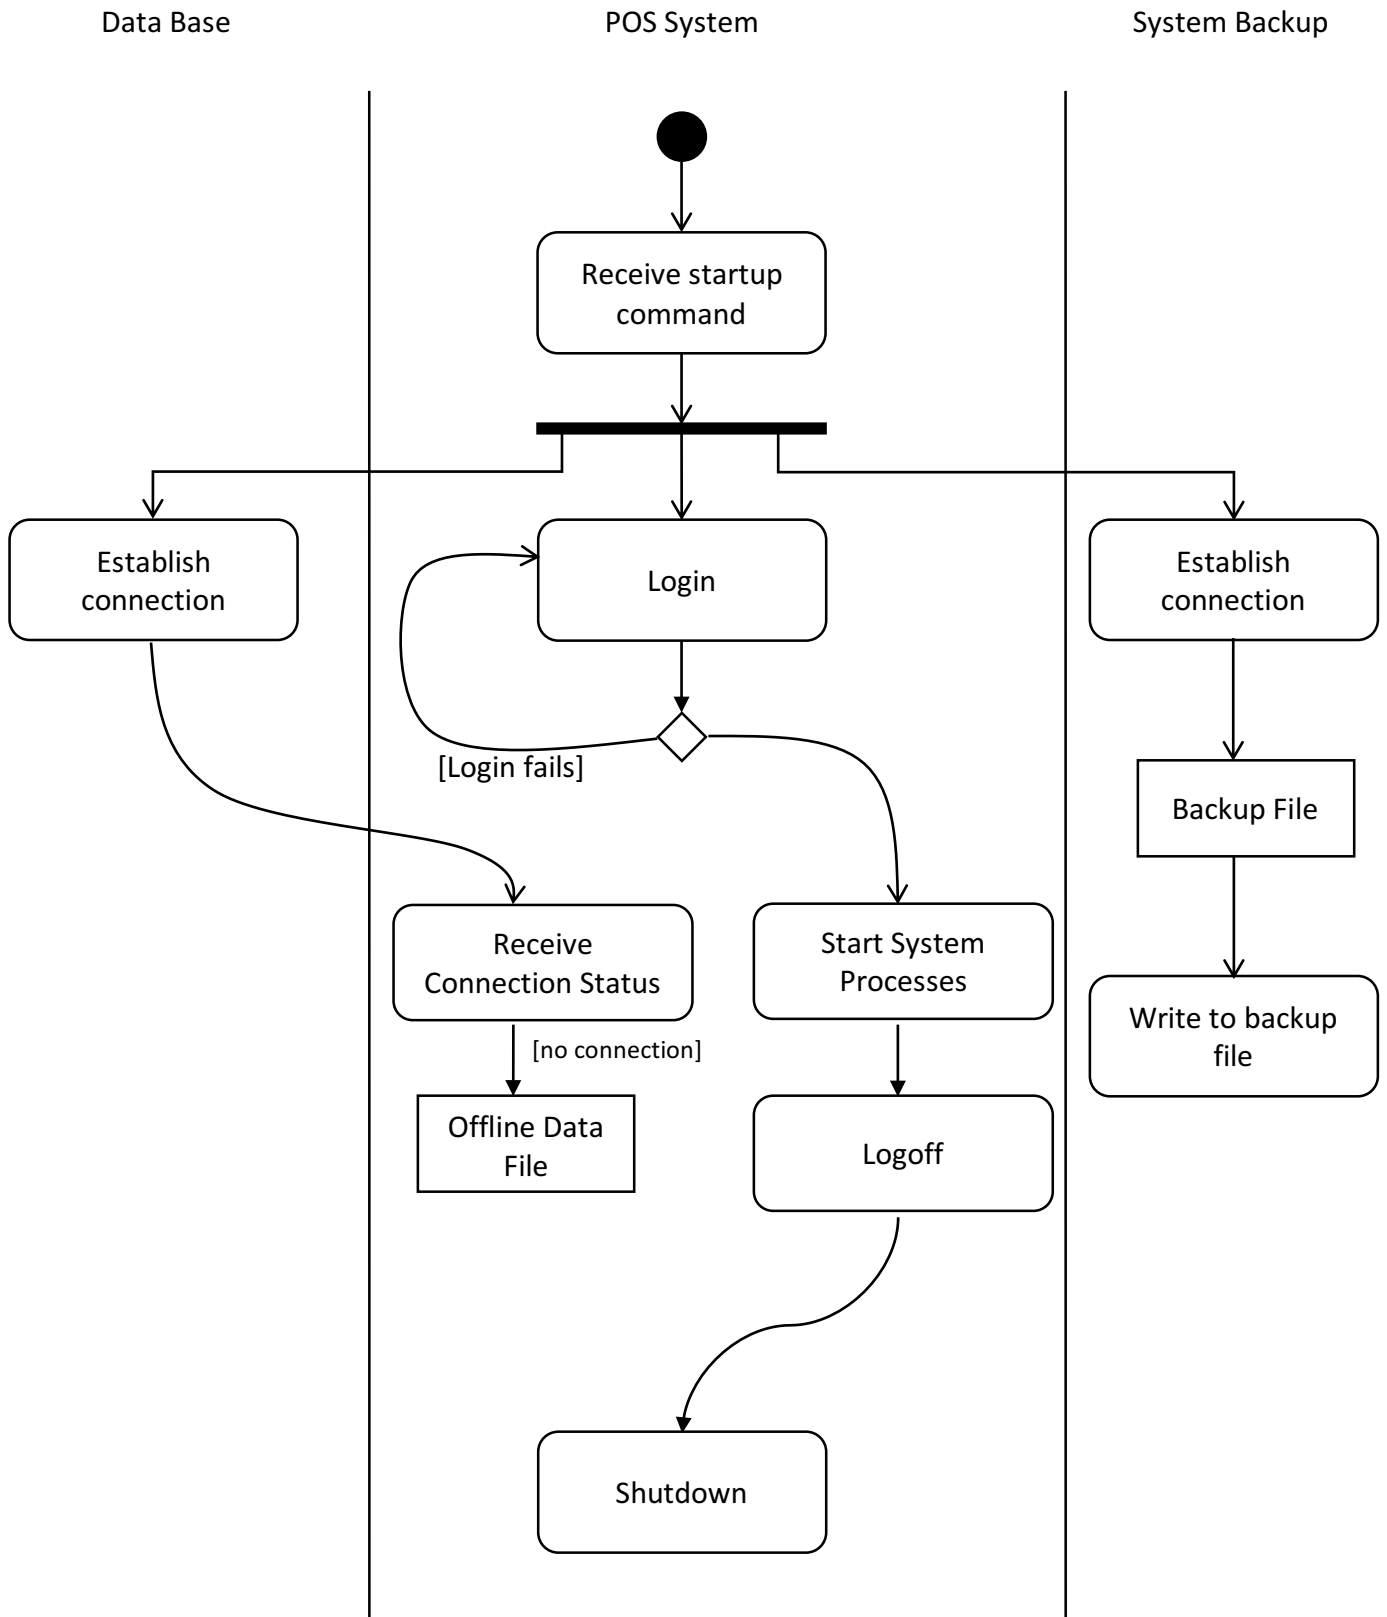 Data Base
POS System
System Backup
Receive startup
command
Establish
connection
Login
Establish
connection
[Login fails]
Backup File
Receive
Connection Status
Start System
Processes
Write to backup
file
[no connection]
Offline Data
File
Logoff
Shutdown